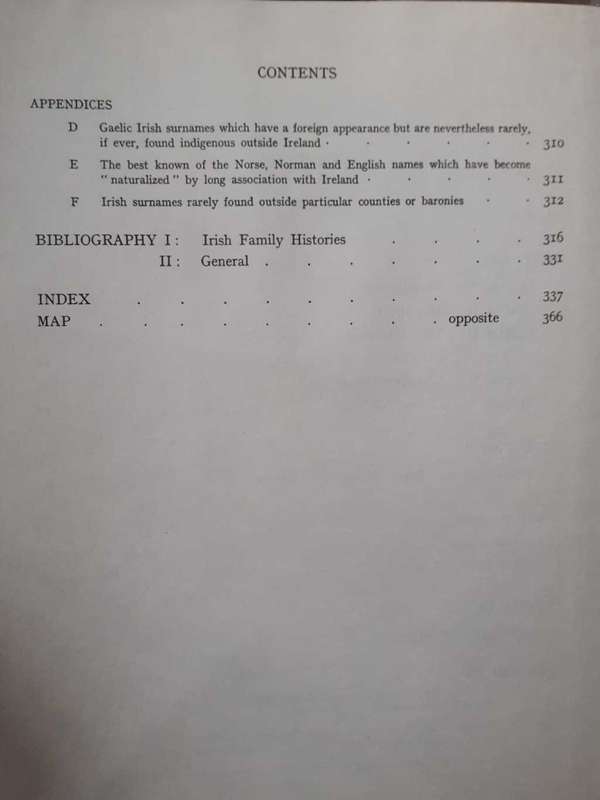 CONTENTS
APPENDICES
D Gaelic Irish surnames which have a foreign appearance but are nevertheless rarely,
if ever, found indigenous outside Ireland · · · · · · 310
E The best known of the Norse, Norman and English names which have become
" naturalized " by long association with Ireland · · · · · 311
F Irish surnames rarely found outside particular counties or baronies · · 312
BIBLIOGRAPHY I : Irish Family Histories . . . . 316
II : General . . . . . . . 331
INDEX . . . . . . . . . . 337
MAP . . . . . . . . . opposite 366